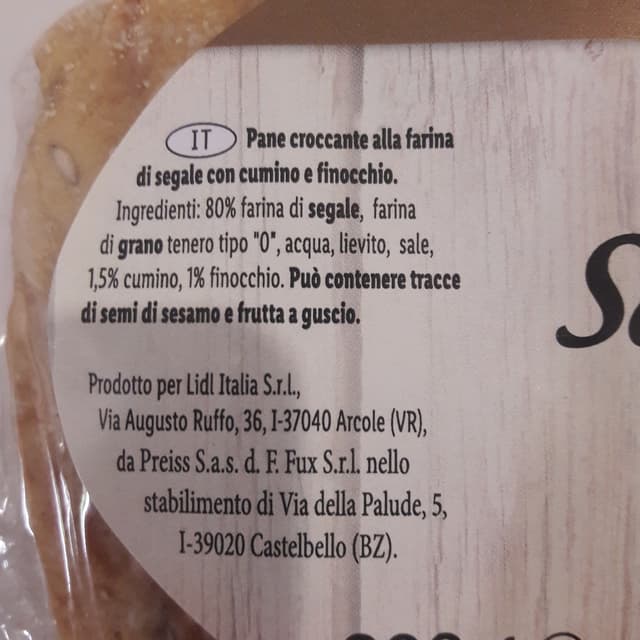 IT Pane croccante alla farina
di segale con cumino e finocchio.
Ingredienti: 80% farina di segale, farina
di grano tenero tipo "0", acqua, lievito, sale,
1,5% cumino, 1% finocchio. Può contenere tracce
di semi di sesamo e frutta a guscio.
Prodotto per Lidl Italia S.r.l.,
Via Augusto Ruffo, 36, I-37040 Arcole (VR),
da Preiss S.a.s. d. F. Fux S.r.l. nello
stabilimento di Via della Palude, 5,
I-39020 Castelbello (BZ).